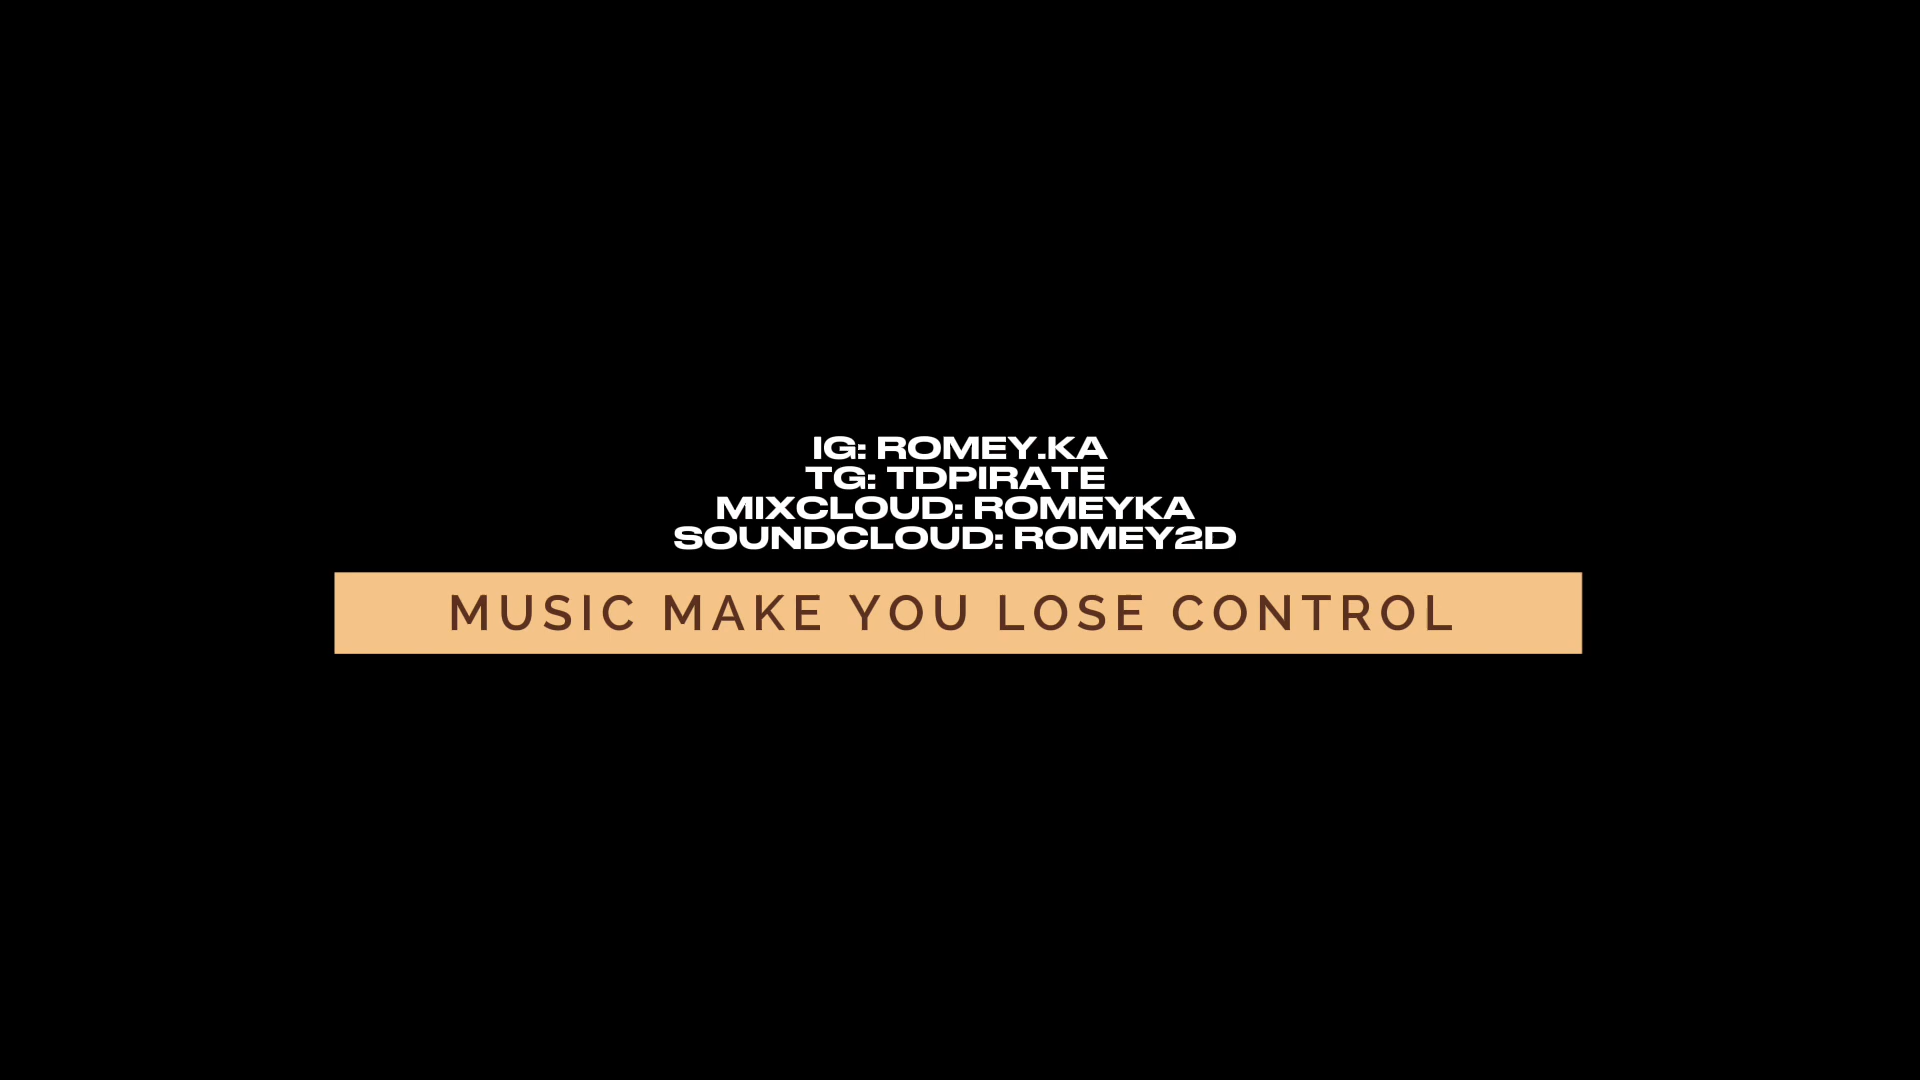 IG: ROMEY.KA
TG: TDPIRATE
MIXCLOUD: ROMEYKA
SOUNDCLOUD: ROMEY2D
MUSIC MAKE YOU LOSE CONTROL